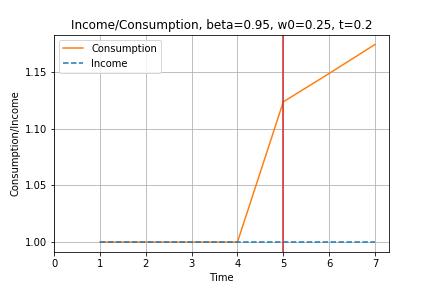 Income/Consumption, beta=0.95, w0=0.25, t=0.2
Consumption
Income
Consumption/Income
1.15
1.10
1.05
1.00
0 1 2 3 4 5 6 7
Time